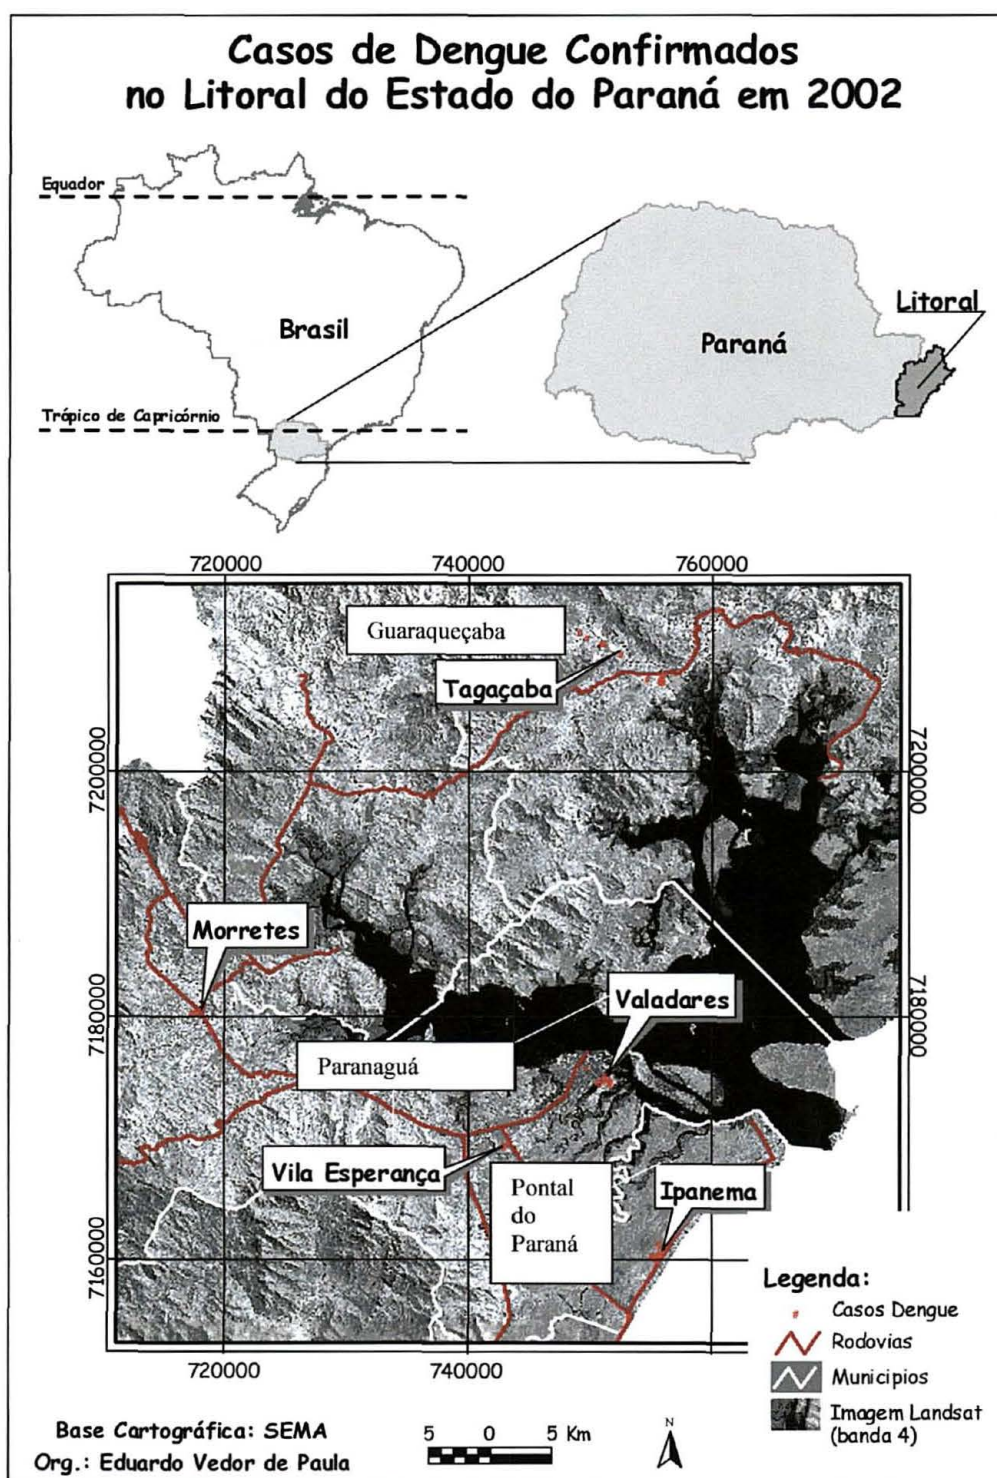 Casos de Dengue Confirmados
no Litoral do Estado do Paraná em 2002
Equador
Brasil
Trópico de Capricórnio
Paraná
Litoral
720000
740000
760000
Guaraqueçaba
Tagaçaba
7200000
7200000
Morretes
Valadares
7180000
7180000
Paranaguá
Vila Esperança
Pontal
do
Paraná
Ipanema
7160000
720000
740000
Legenda:
Casos Dengue
Rodovias
Municipios
Imagem Landsat
(banda 4)
Base Cartográfica: SEMA
Org.: Eduardo Vedor de Paula
5 0 5 Km
N